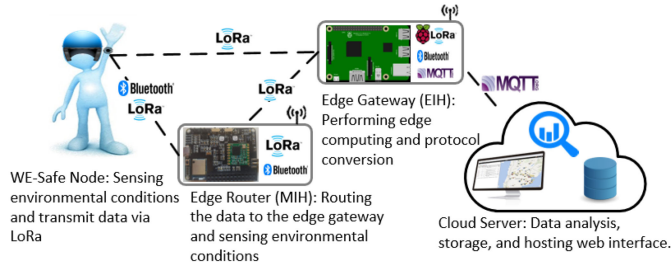 LoRa
LoRa
Bluetooth
MQTT
Bluetooth
LoRa
LoRa
MQTT
Edge Gateway (EIH):
Performing edge
computing and protocol
conversion
LoRa
Bluetooth
WE-Safe Node: Sensing
environmental conditions
and transmit data via
LoRa
Edge Router (MIH): Routing
the data to the edge gateway
and sensing environmental
conditions
Cloud Server: Data analysis,
storage, and hosting web interface.